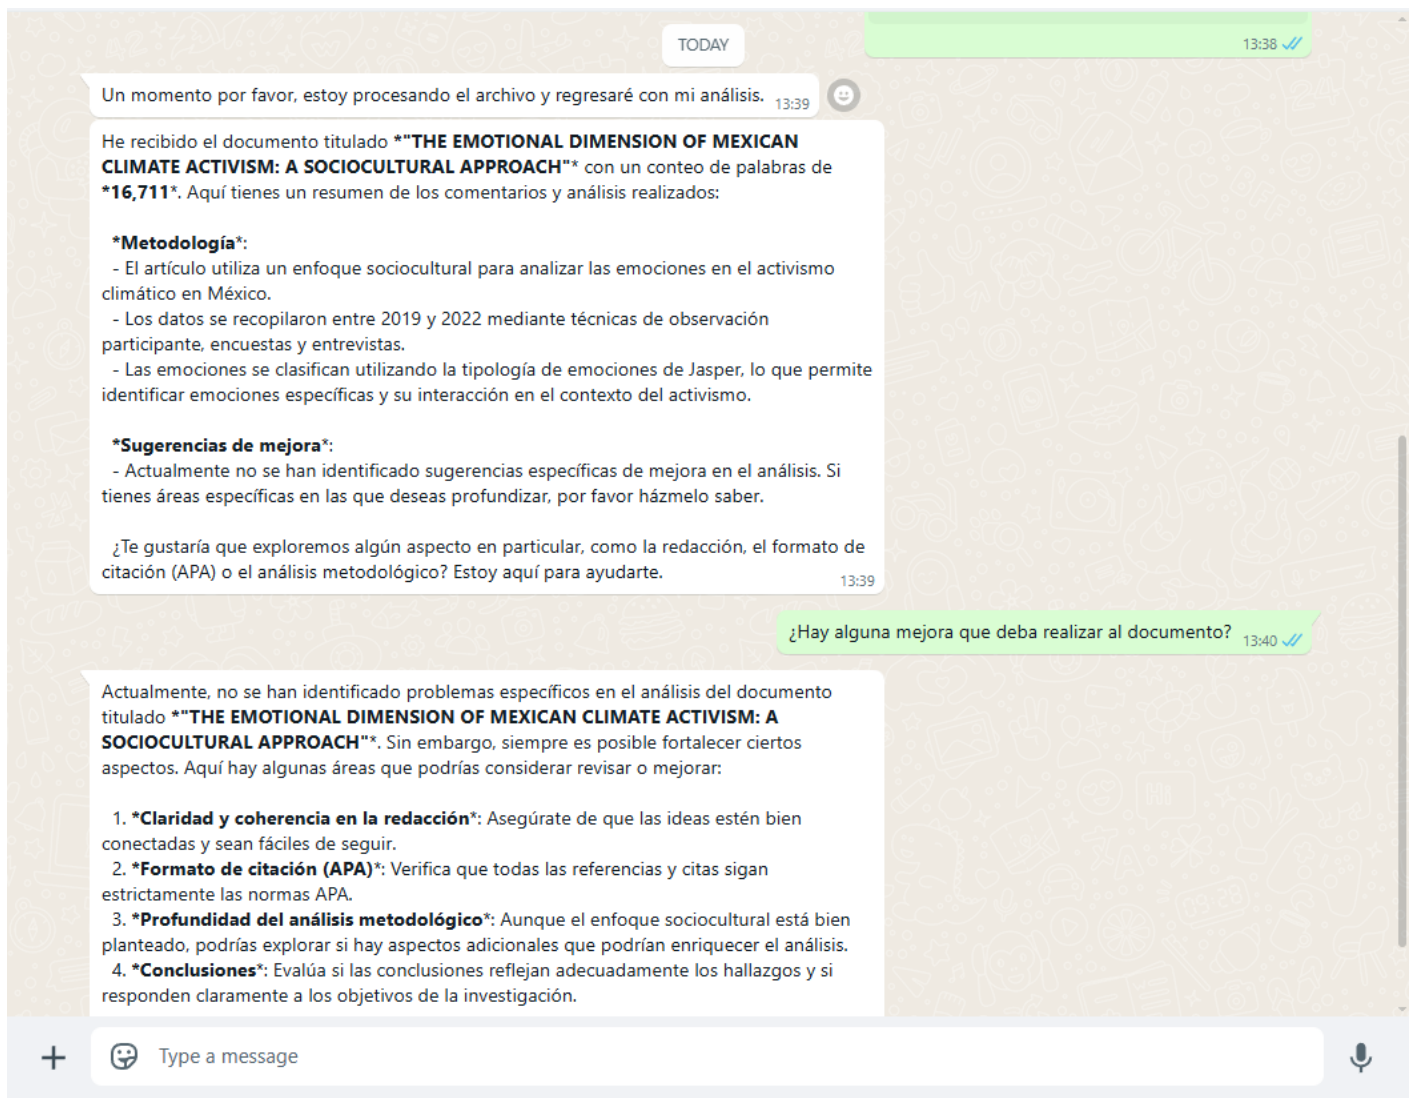 13:38
TODAY
Un momento por favor, estoy procesando el archivo y regresaré con mi análisis. 13:39
He recibido el documento titulado *"THE EMOTIONAL DIMENSION OF MEXICAN
CLIMATE ACTIVISM: A SOCIOCULTURAL APPROACH"* con un conteo de palabras de
*16,711*. Aquí tienes un resumen de los comentarios y análisis realizados:
*Metodología*:
- El artículo utiliza un enfoque sociocultural para analizar las emociones en el activismo
climático en México.
- Los datos se recopilaron entre 2019 y 2022 mediante técnicas de observación
participante, encuestas y entrevistas.
- Las emociones se clasifican utilizando la tipología de emociones de Jasper, lo que permite
identificar emociones específicas y su interacción en el contexto del activismo.
*Sugerencias de mejora*:
- Actualmente no se han identificado sugerencias específicas de mejora en el análisis. Si
tienes áreas específicas en las que deseas profundizar, por favor házmelo saber.
¿Te gustaría que exploremos algún aspecto en particular, como la redacción, el formato de
citación (APA) o el análisis metodológico? Estoy aquí para ayudarte. 13:39
¿Hay alguna mejora que deba realizar al documento? 13:40
Actualmente, no se han identificado problemas específicos en el análisis del documento
titulado *"THE EMOTIONAL DIMENSION OF MEXICAN CLIMATE ACTIVISM: A
SOCIOCULTURAL APPROACH"*. Sin embargo, siempre es posible fortalecer ciertos
aspectos. Aquí hay algunas áreas que podrías considerar revisar o mejorar:
1. *Claridad y coherencia en la redacción*: Asegúrate de que las ideas estén bien
conectadas y sean fáciles de seguir.
2. *Formato de citación (APA)*: Verifica que todas las referencias y citas sigan
estrictamente las normas APA.
3. *Profundidad del análisis metodológico*: Aunque el enfoque sociocultural está bien
planteado, podrías explorar si hay aspectos adicionales que podrían enriquecer el análisis.
4. *Conclusiones*: Evalúa si las conclusiones reflejan adecuadamente los hallazgos y si
responden claramente a los objetivos de la investigación.
Type a message